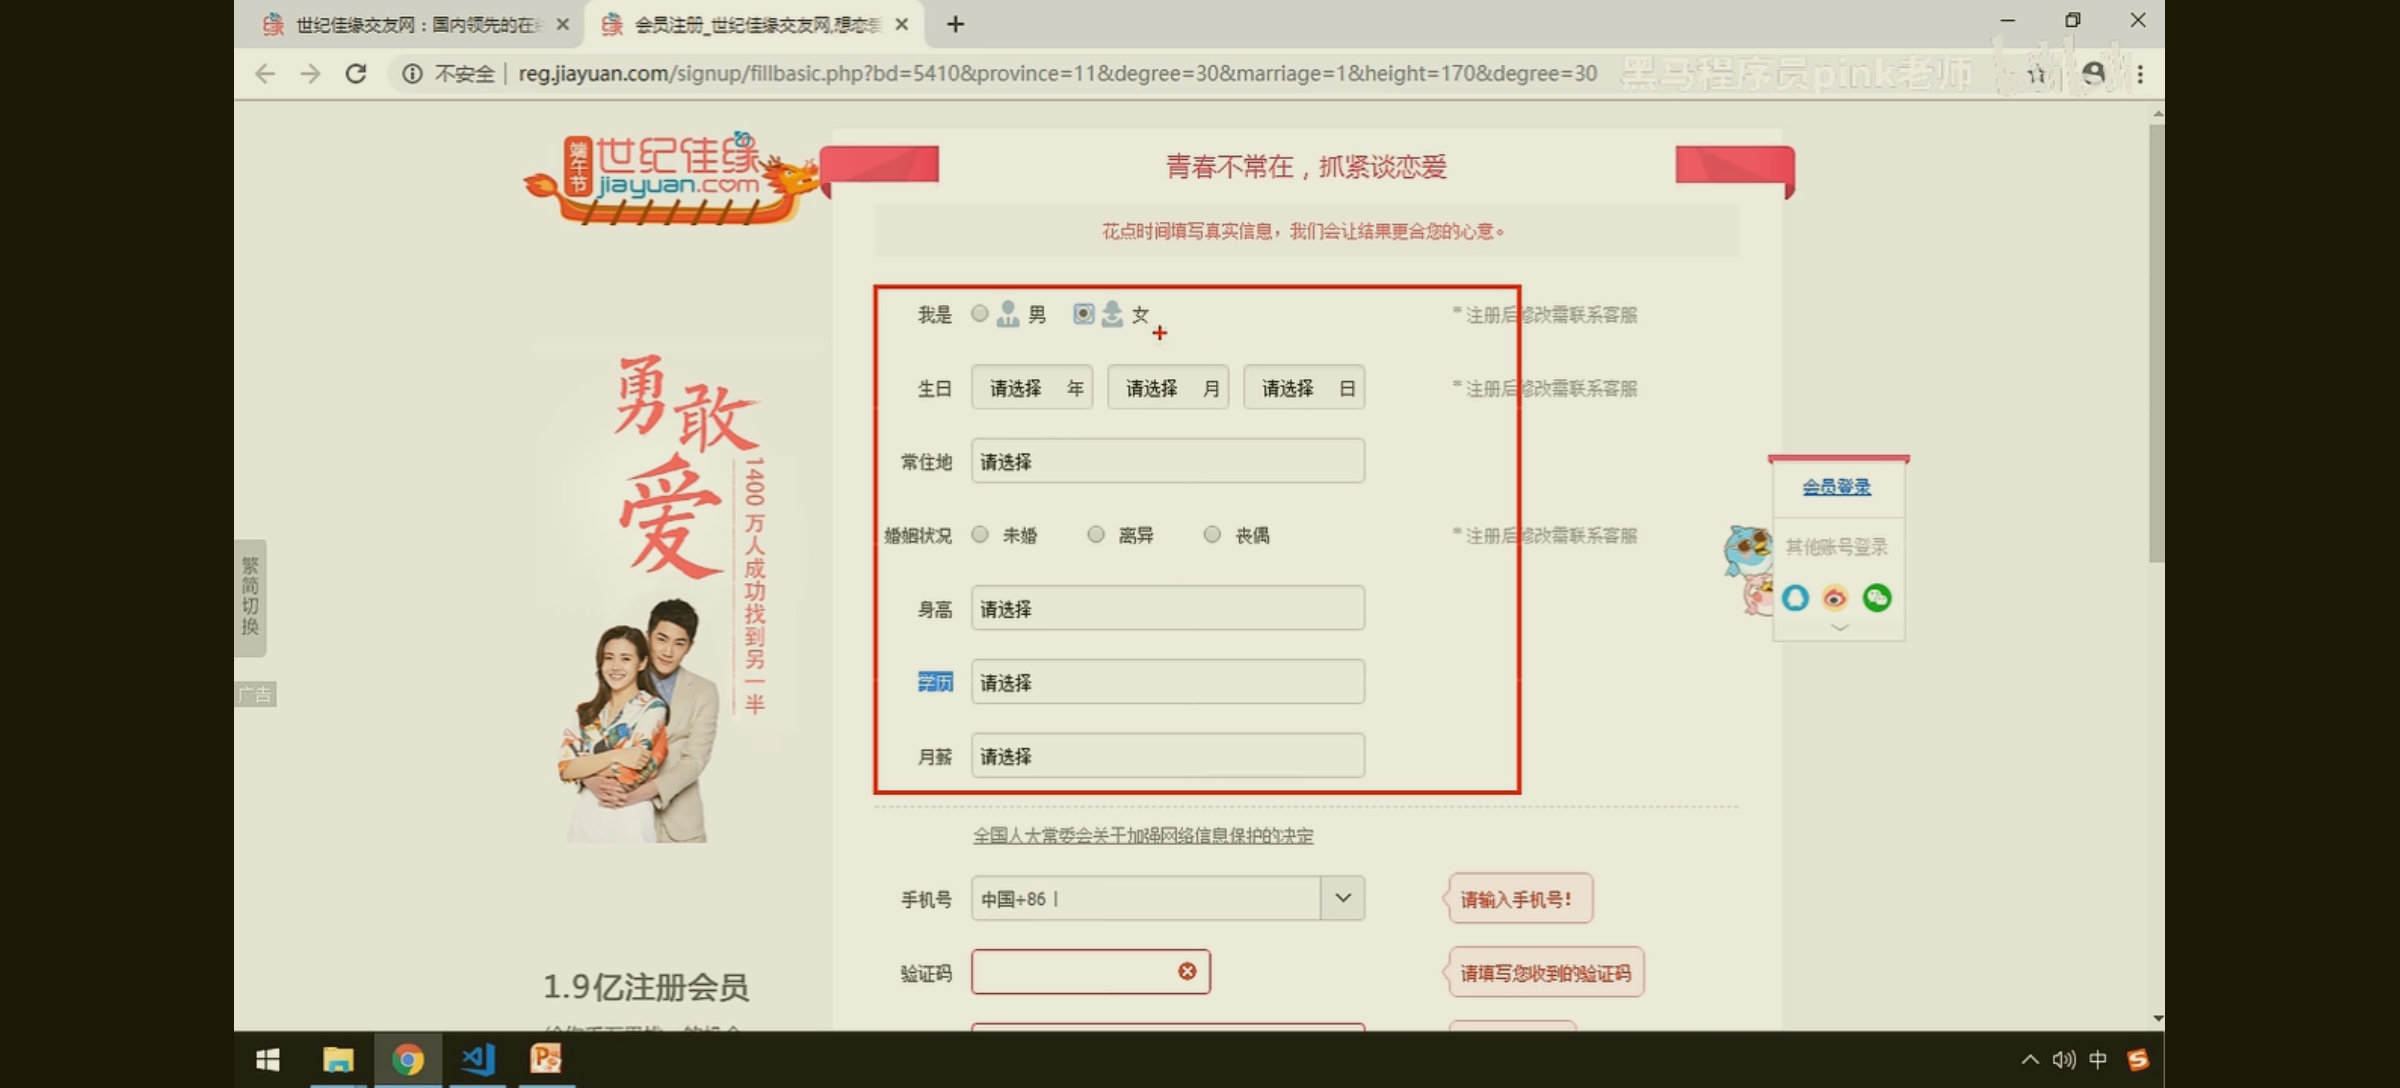 世纪佳缘交友网：国内领先的在
会员注册_世纪佳缘交友网,想恋爱
不安全 | reg.jiayuan.com/signup/fillbasic.php?bd=5410&province=11&degree=30&marriage=1&height=170&degree=30
黑马程序员pink老师 bilibili
端午节 世纪佳缘
jiayuan.com
青春不常在，抓紧谈恋爱
花点时间填写真实信息，我们会让结果更合您的心意。
我是 男 女 *注册后修改需联系客服
生日 请选择 年 请选择 月 请选择 日 *注册后修改需联系客服
常住地 请选择
婚姻状况 未婚 离异 丧偶 *注册后修改需联系客服
身高 请选择
学历 请选择
月薪 请选择
全国人大常委会关于加强网络信息保护的决定
手机号 中国+86 请输入手机号!
验证码 请填写您收到的验证码
勇敢爱
1400万人成功找到另一半
1.9亿注册会员
繁简切换
广告
会员登录
其他账号登录
中